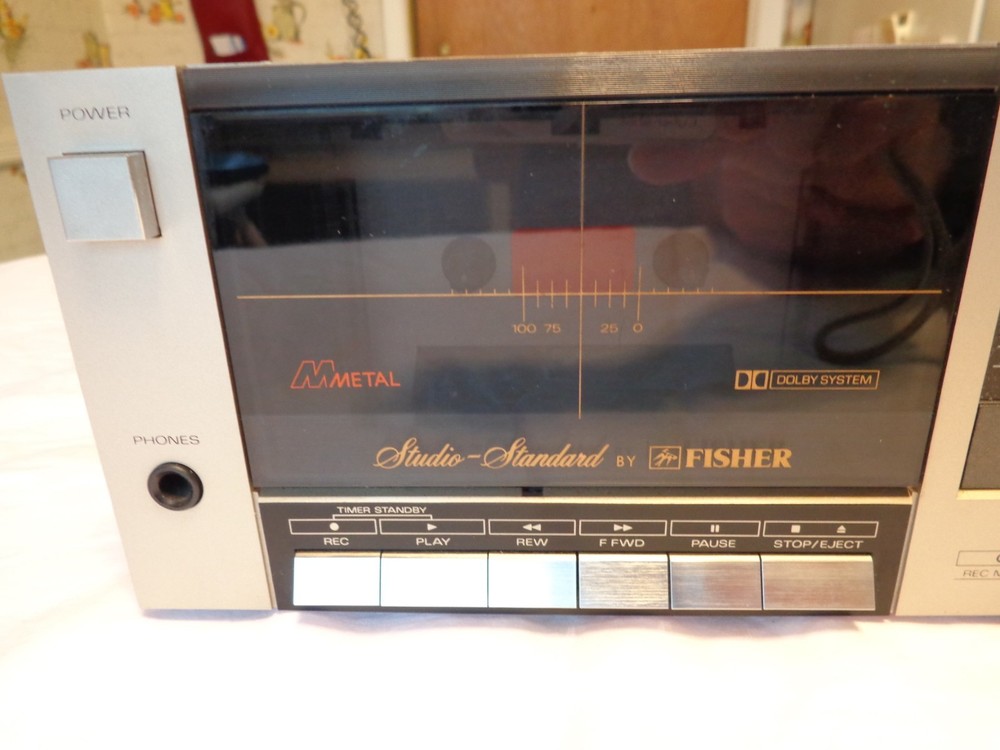 POWER
100 75 25 0
METAL
DOLBY SYSTEM
PHONES
Studio-Standard BY FISHER
TIMER STANDBY
REC PLAY REW F FWD PAUSE STOP/EJECT
REC